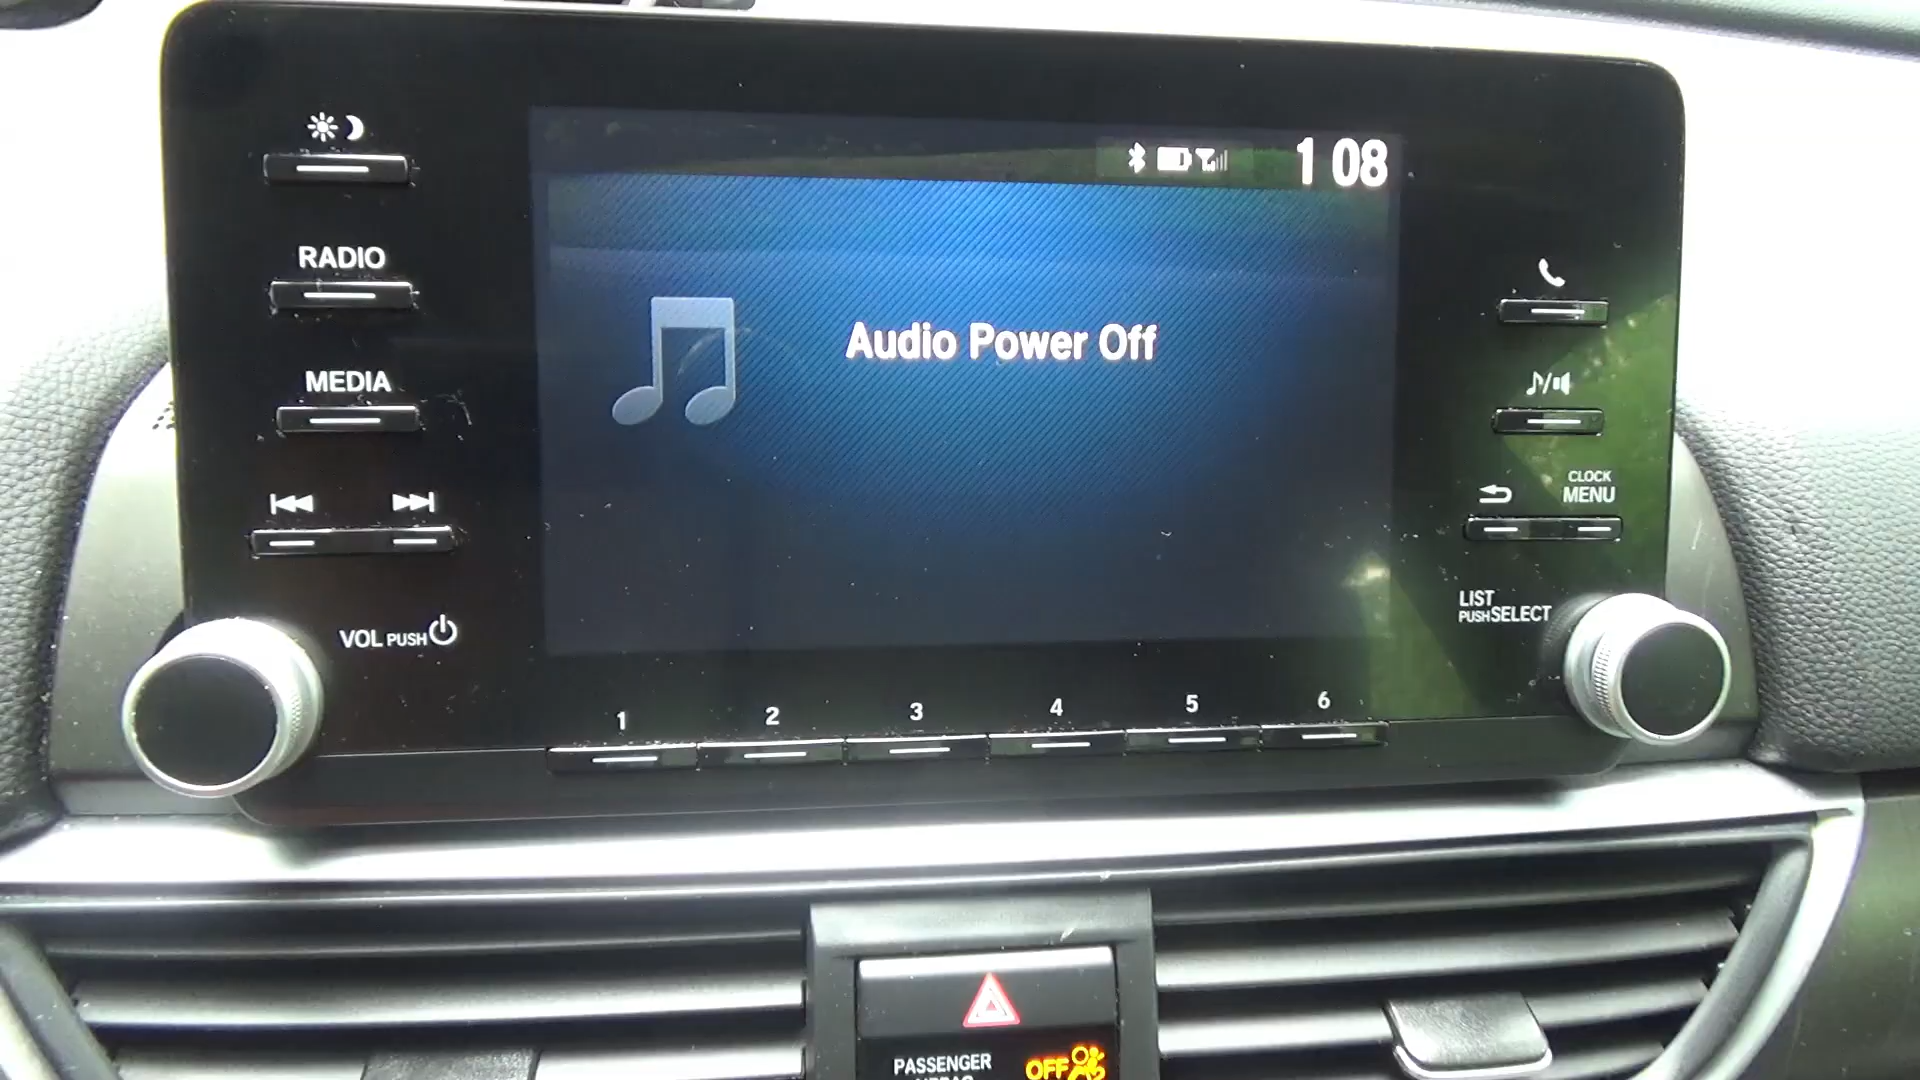 1 08
RADIO
Audio Power Off
MEDIA
CLOCK
MENU
LIST
PUSH SELECT
VOL PUSH
1 2 3 4 5 6
PASSENGER
OFF